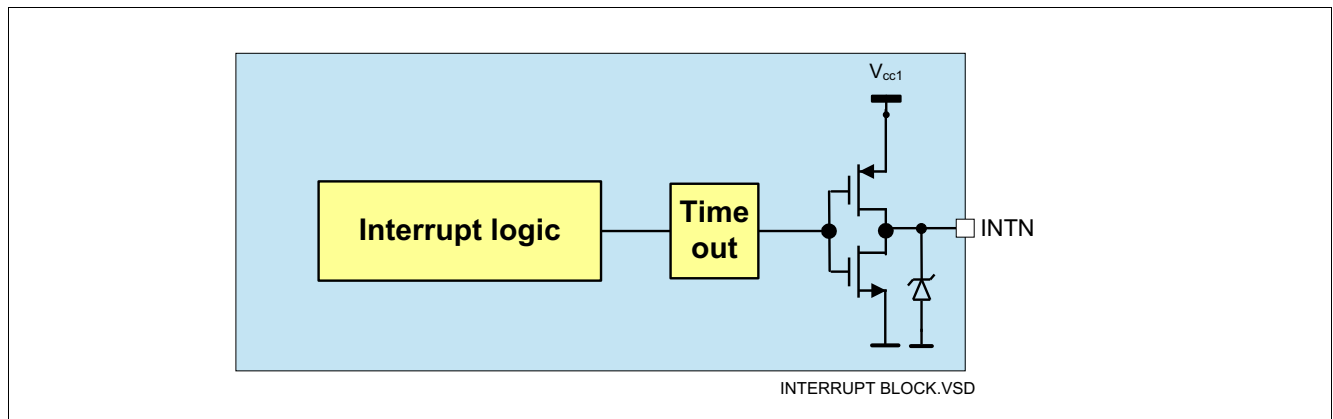 Vcc1
Interrupt logic
Time
out
INTN
INTERRUPT BLOCK.VSD